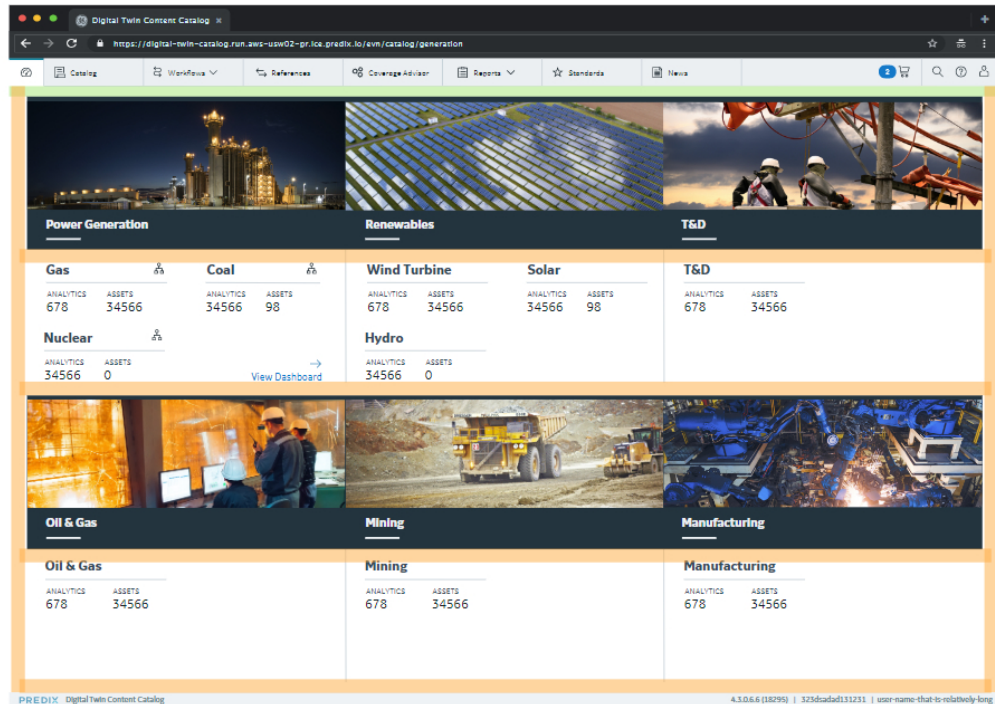 Digital Twin Content Catalog ×
https://digital-twin-catalog.run.aws-usw02-pr.ice.predix.io/evn/catalog/generation
Catalog Workflows References Coverage Advisor Reports Standards News 2
Power Generation Renewables T&D
Gas Coal Wind Turbine Solar T&D
ANALYTICS ASSETS ANALYTICS ASSETS ANALYTICS ASSETS ANALYTICS ASSETS ANALYTICS ASSETS
678 34566 34566 98 678 34566 34566 98 678 34566
Nuclear Hydro
ANALYTICS ASSETS ANALYTICS ASSETS
34566 0 34566 0
View Dashboard
Oil & Gas Mining Manufacturing
Oil & Gas Mining Manufacturing
ANALYTICS ASSETS ANALYTICS ASSETS ANALYTICS ASSETS
678 34566 678 34566 678 34566
PREDIX Digital Twin Content Catalog 4.3.0.6.6 (18295) | 323dsadad131231 | user-name-that-is-relatively-long